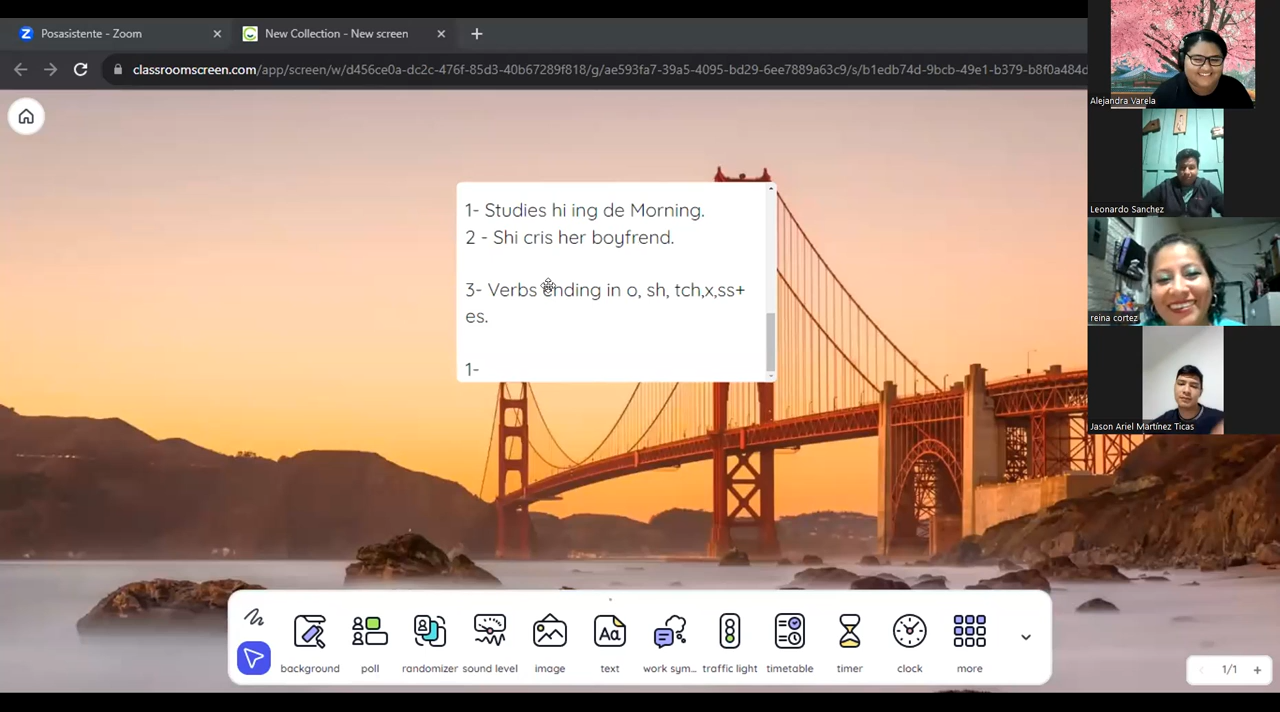 Posasistente - Zoom
New Collection - New screen
classroomscreen.com/app/screen/w/d456ce0a-dc2c-476f-85d3-40b67289f818/g/ae593fa7-39a5-4095-bd29-6ee7889a63c9/s/b1edb74d-9bcb-49e1-b379-b8f0a484d
Alejandra Varela
Leonardo Sanchez
reina cortez
Jason Ariel Martínez Ticas
1- Studies hi ing de Morning.
2 - Shi cris her boyfrend.
3- Verbs ending in o, sh, tch,x,ss+
es.
1-
background
poll
randomizer
sound level
image
text
work sym...
traffic light
timetable
timer
clock
more
1/1